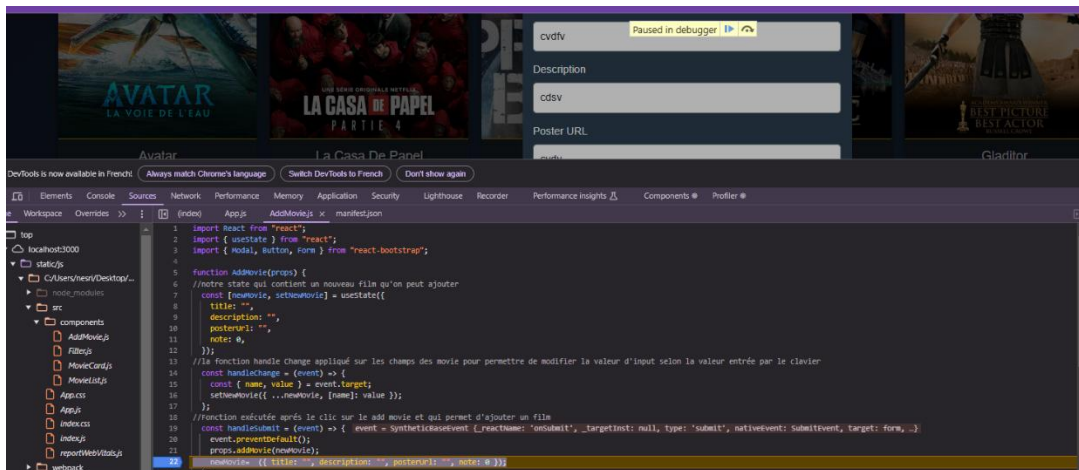 cvdfv
Paused in debugger
Description
cdsv
Poster URL
AVATAR
LA VOIE DE L'EAU
UNE SÉRIE ORIGINALE NETFLIX
LA CASA DE PAPEL
PARTIE 4
BEST PICTURE
BEST ACTOR
RUSSELL CROWE
Avatar
La Casa De Papel
Gladitor
DevTools is now available in French!
Always match Chrome's language
Switch DevTools to French
Don't show again
Elements
Console
Sources
Network
Performance
Memory
Application
Security
Lighthouse
Recorder
Performance insights
Components
Profiler
Workspace
Overrides
(index)
App.js
AddMovie.js
manifest.json
top
localhost:3000
static/js
C:/Users/nesri/Desktop/...
node_modules
src
components
AddMovie.js
Filter.js
MovieCard.js
MovieList.js
App.css
App.js
index.css
index.js
reportWebVitals.js
webpack
1 import React from "react";
2 import { useState } from "react";
3 import { Modal, Button, Form } from "react-bootstrap";
4
5 function AddMovie(props) {
6 //notre state qui contient un nouveau film qu'on peut ajouter
7 const [newMovie, setNewMovie] = useState({
8 title: "",
9 description: "",
10 posterUrl: "",
11 note: 0,
12 });
13 //la fonction handle Change appliqué sur les champs des movie pour permettre de modifier la valeur d'input selon la valeur entrée par le clavier
14 const handleChange = (event) => {
15 const { name, value } = event.target;
16 setNewMovie({ ...newMovie, [name]: value });
17 };
18 //Fonction exécutée aprés le clic sur le add movie et qui permet d'ajouter un film
19 const handleSubmit = (event) => { event = SyntheticBaseEvent {_reactName: 'onSubmit', _targetInst: null, type: 'submit', nativeEvent: SubmitEvent, target: form, …}
20 event.preventDefault();
21 props.addMovie(newMovie);
22 newMovie= ({ title: "", description: "", posterUrl: "", note: 0 });